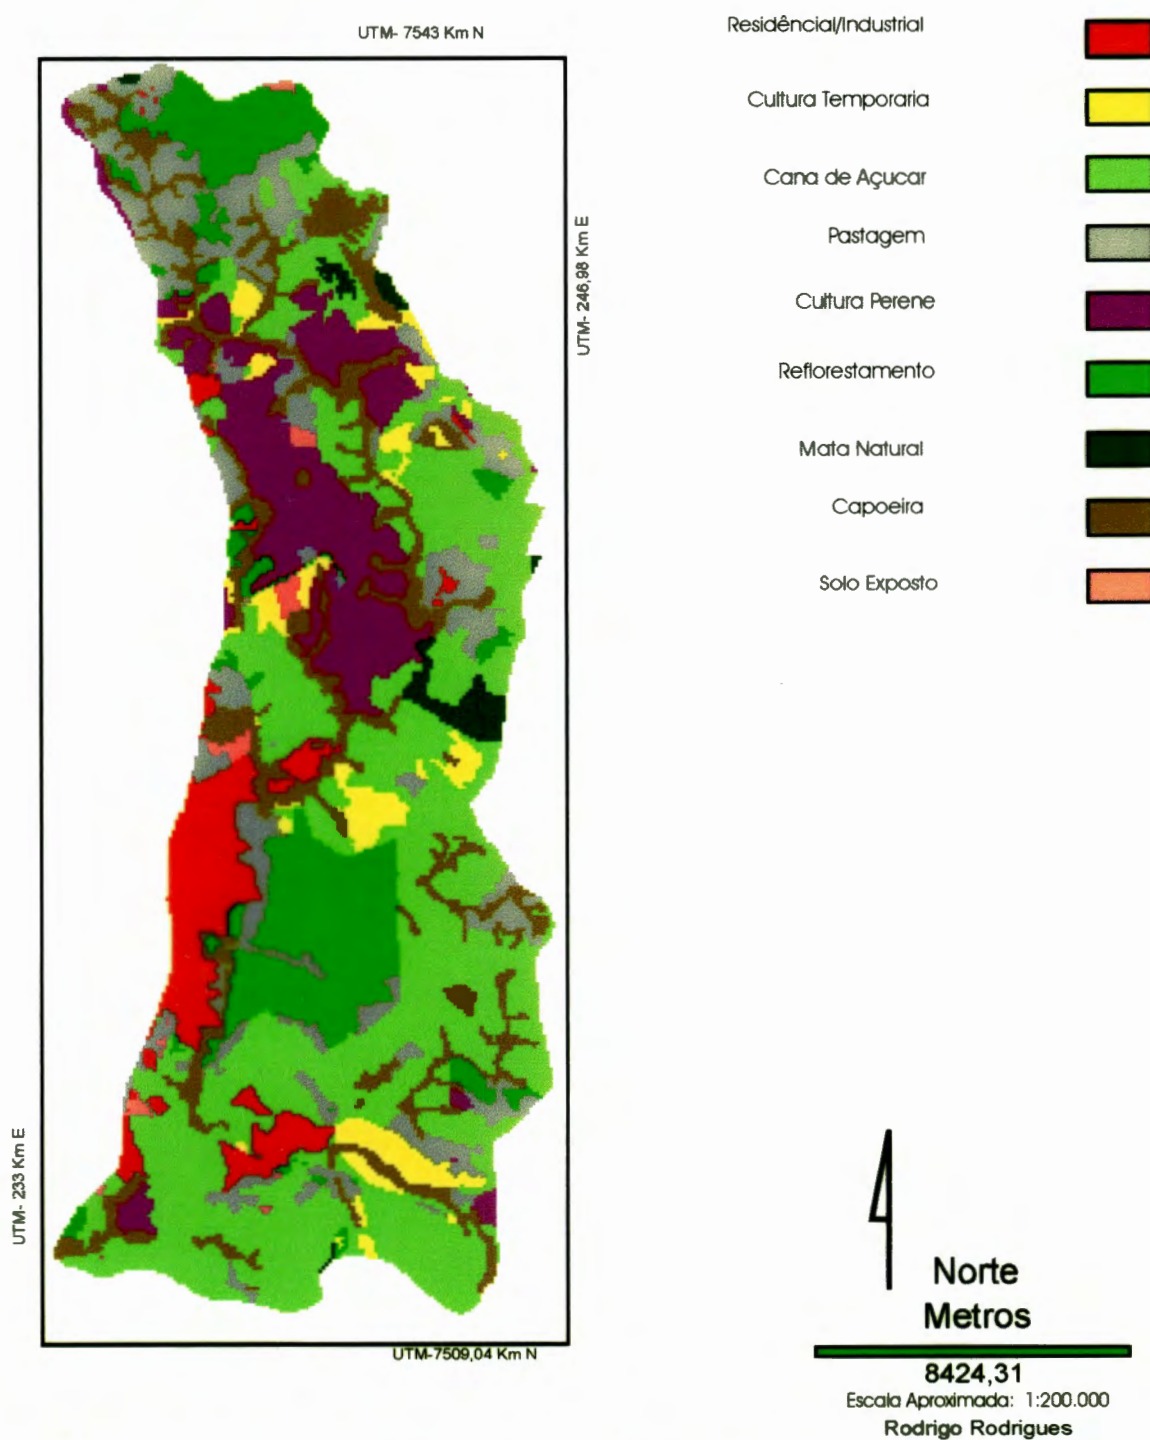 UTM- 7543 Km N
UTM- 246,98 Km E
UTM- 233 Km E
UTM-7509,04 Km N
Residêncial/Industrial
Cultura Temporaria
Cana de Açucar
Pastagem
Cultura Perene
Reflorestamento
Mata Natural
Capoeira
Solo Exposto
Norte
Metros
8424,31
Escala Aproximada: 1:200.000
Rodrigo Rodrigues